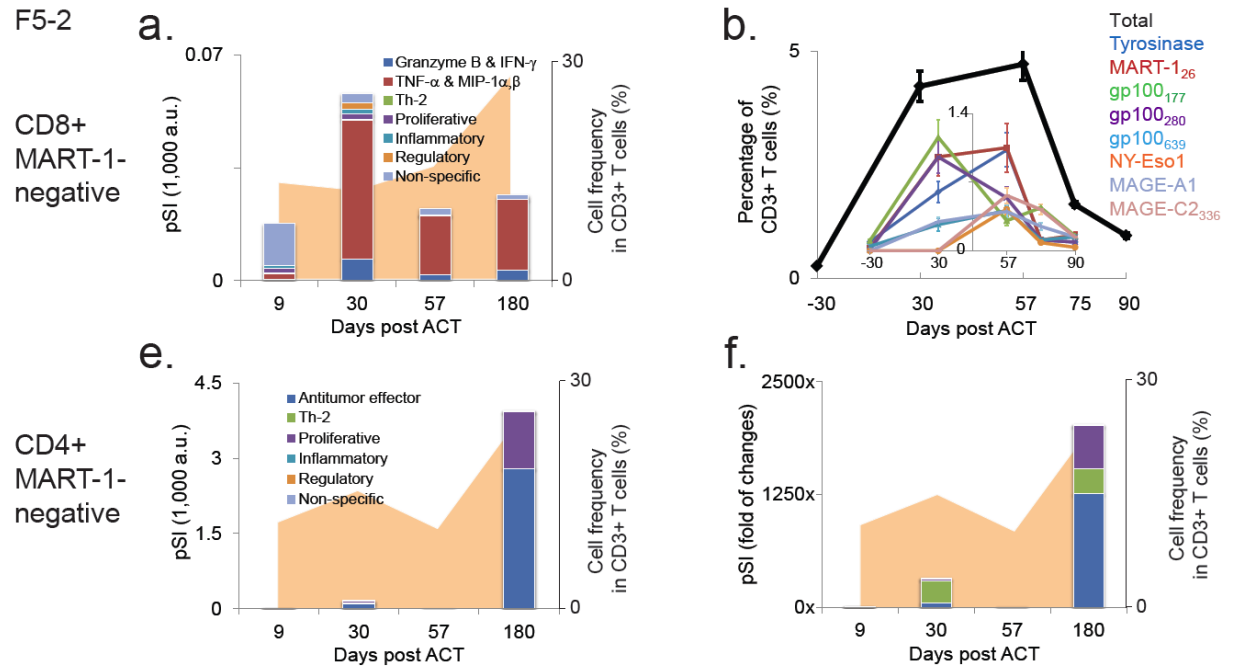 F5-2
a.
b.
CD8+
MART-1-
negative
0.07
0
pSI (1,000 a.u.)
Granzyme B & IFN-γ
TNF-α & MIP-1α,β
Th-2
Proliferative
Inflammatory
Regulatory
Non-specific
30
0
Cell frequency
in CD3+ T cells (%)
9 30 57 180
Days post ACT
5
0
Percentage of
CD3+ T cells (%)
1.4
0
-30 30 57 90
-30 30 57 75 90
Days post ACT
Total
Tyrosinase
MART-1₂₆
gp100₁₇₇
gp100₂₈₀
gp100₆₃₉
NY-Eso1
MAGE-A1
MAGE-C2₃₃₆
e.
f.
CD4+
MART-1-
negative
4.5
3
1.5
0
pSI (1,000 a.u.)
Antitumor effector
Th-2
Proliferative
Inflammatory
Regulatory
Non-specific
30
0
Cell frequency
in CD3+ T cells (%)
9 30 57 180
Days post ACT
2500x
1250x
0x
pSI (fold of changes)
30
0
Cell frequency
in CD3+ T cells (%)
9 30 57 180
Days post ACT